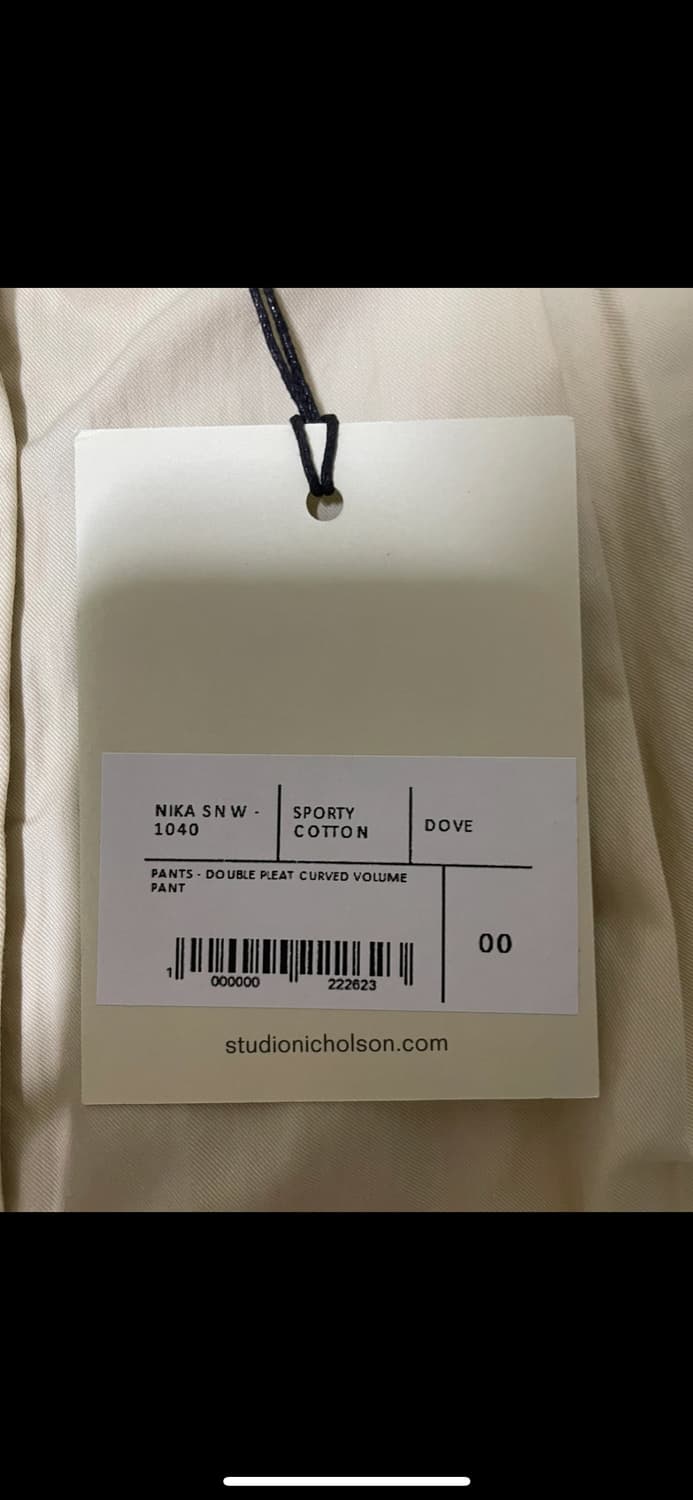 NIKA SNW -
1040
SPORTY
COTTON
DOVE
PANTS - DOUBLE PLEAT CURVED VOLUME
PANT
00
1 000000 222623
studionicholson.com